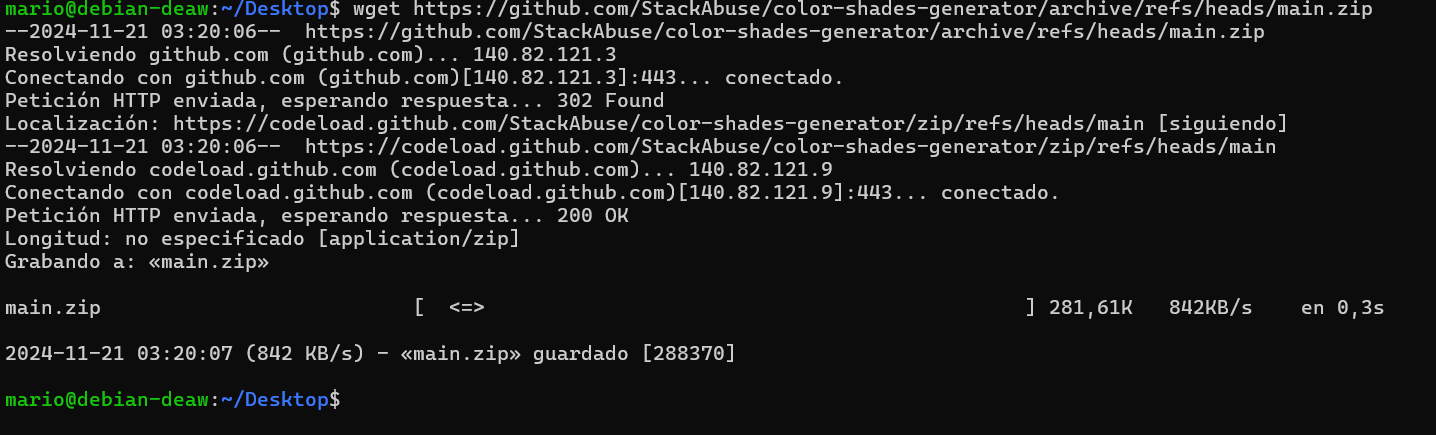 mario@debian-deaw:~/Desktop$ wget https://github.com/StackAbuse/color-shades-generator/archive/refs/heads/main.zip
--2024-11-21 03:20:06--  https://github.com/StackAbuse/color-shades-generator/archive/refs/heads/main.zip
Resolviendo github.com (github.com)... 140.82.121.3
Conectando con github.com (github.com)[140.82.121.3]:443... conectado.
Petición HTTP enviada, esperando respuesta... 302 Found
Localización: https://codeload.github.com/StackAbuse/color-shades-generator/zip/refs/heads/main [siguiendo]
--2024-11-21 03:20:06--  https://codeload.github.com/StackAbuse/color-shades-generator/zip/refs/heads/main
Resolviendo codeload.github.com (codeload.github.com)... 140.82.121.9
Conectando con codeload.github.com (codeload.github.com)[140.82.121.9]:443... conectado.
Petición HTTP enviada, esperando respuesta... 200 OK
Longitud: no especificado [application/zip]
Grabando a: «main.zip»
main.zip                          [  <=>                                             ] 281,61K   842KB/s    en 0,3s
2024-11-21 03:20:07 (842 KB/s) - «main.zip» guardado [288370]
mario@debian-deaw:~/Desktop$